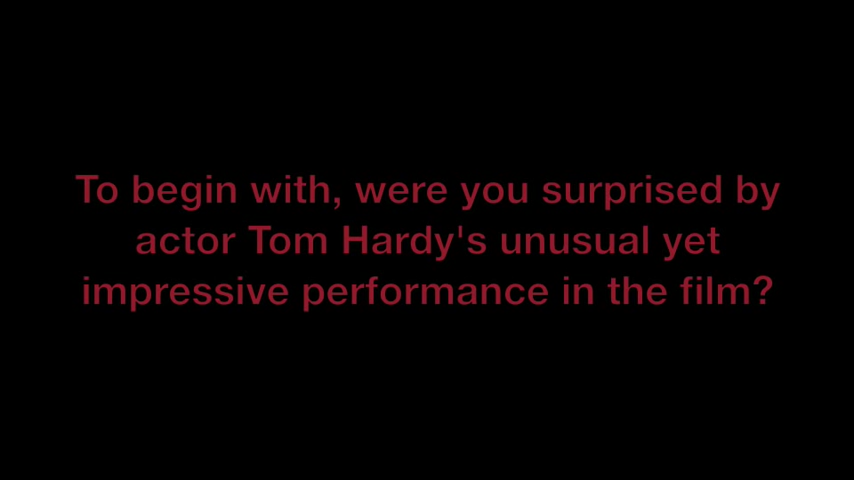 To begin with, were you surprised by
actor Tom Hardy's unusual yet
impressive performance in the film?